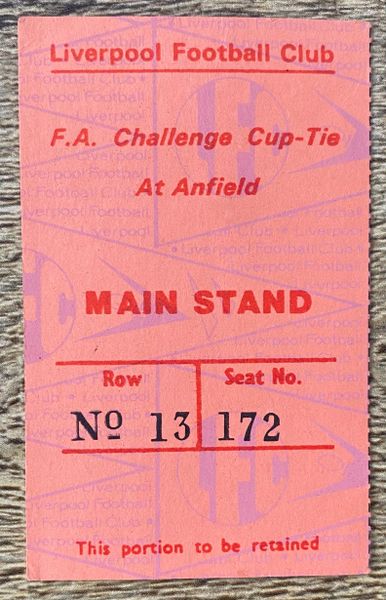 Liverpool Football Club
F.A. Challenge Cup-Tie
At Anfield
MAIN STAND
Row Seat No.
Nº 13 172
This portion to be retained